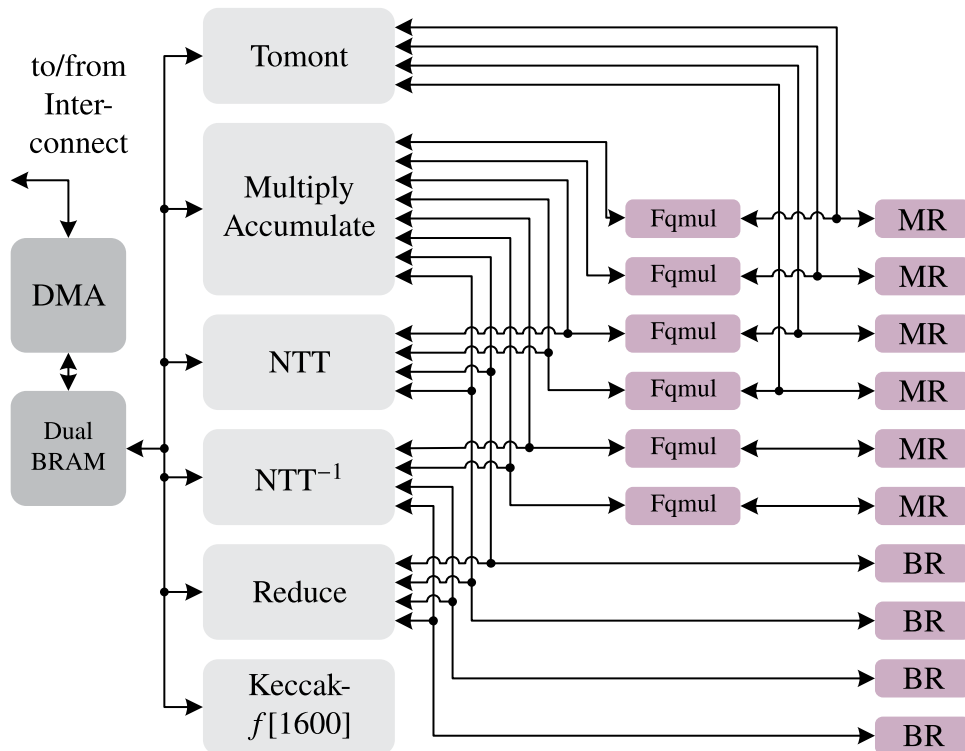 to/from
Inter-
connect
DMA
Dual
BRAM
Tomont
Multiply
Accumulate
NTT
NTT⁻¹
Reduce
Keccak-
f[1600]
Fqmul
Fqmul
Fqmul
Fqmul
Fqmul
Fqmul
MR
MR
MR
MR
MR
MR
BR
BR
BR
BR